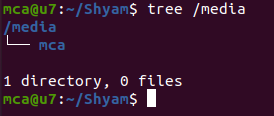 mca@u7:~/Shyam$ tree /media
/media
└── mca

1 directory, 0 files
mca@u7:~/Shyam$